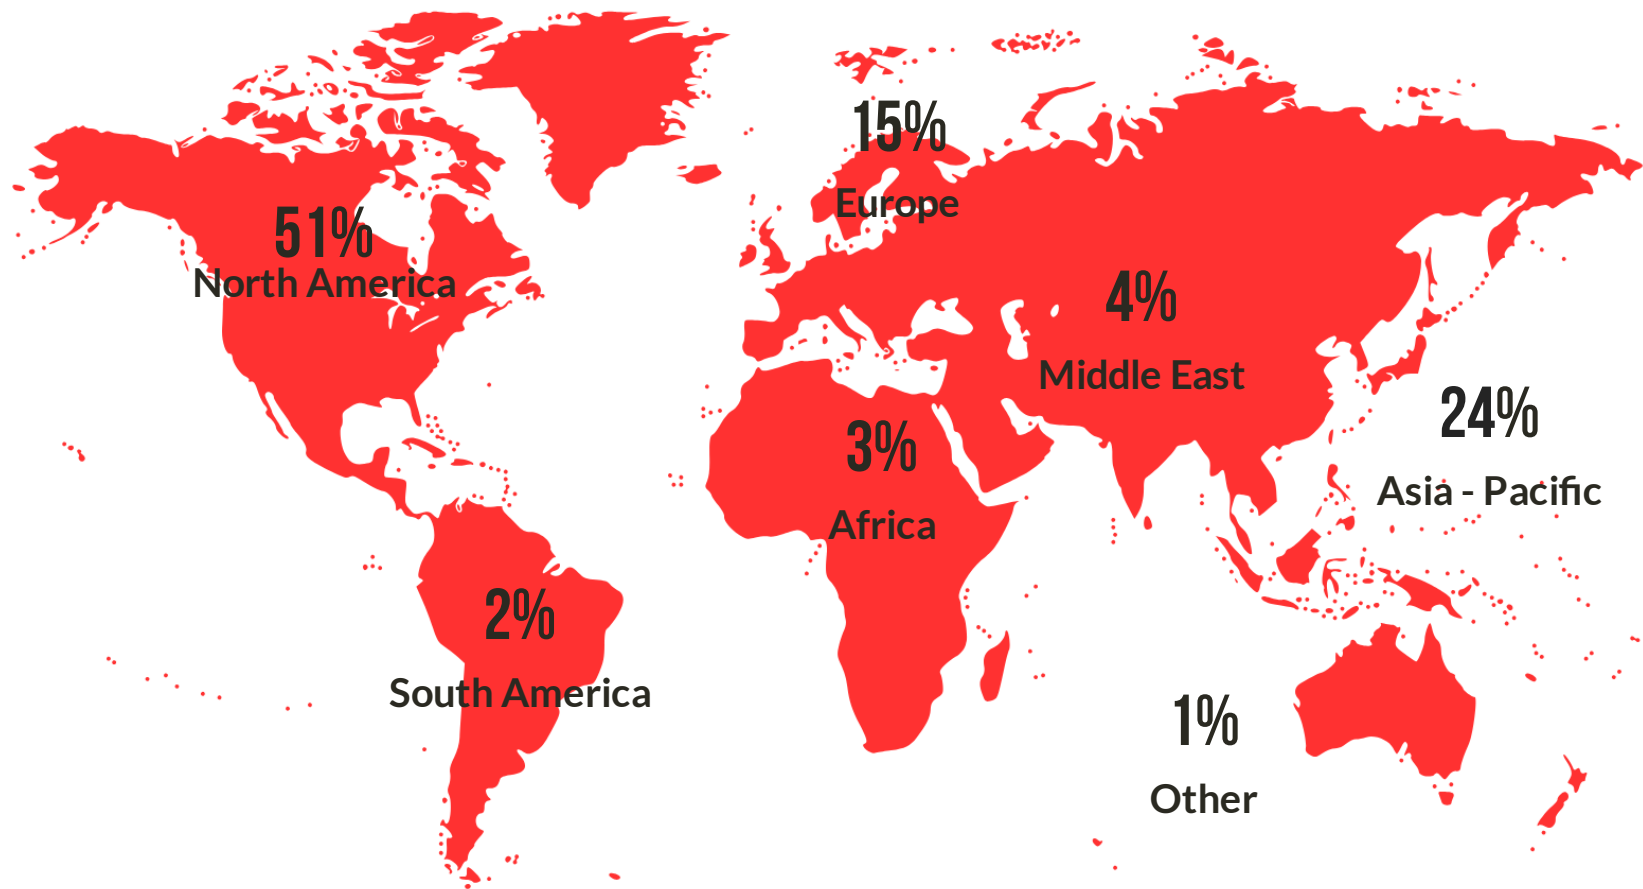 15%
Europe
51%
North America
4%
Middle East
24%
Asia - Pacific
3%
Africa
2%
South America
1%
Other